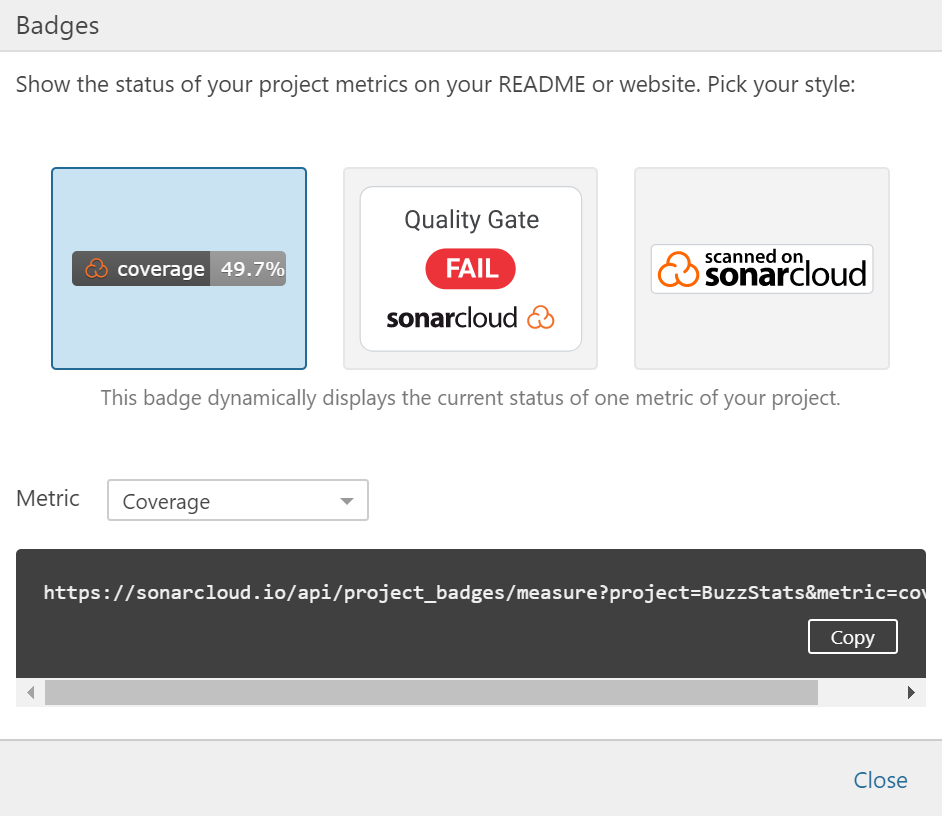 Badges
Show the status of your project metrics on your README or website. Pick your style:
coverage 49.7%
Quality Gate
FAIL
sonarcloud
scanned on
sonarcloud
This badge dynamically displays the current status of one metric of your project.
Metric
Coverage
https://sonarcloud.io/api/project_badges/measure?project=BuzzStats&metric=cov
Copy
Close